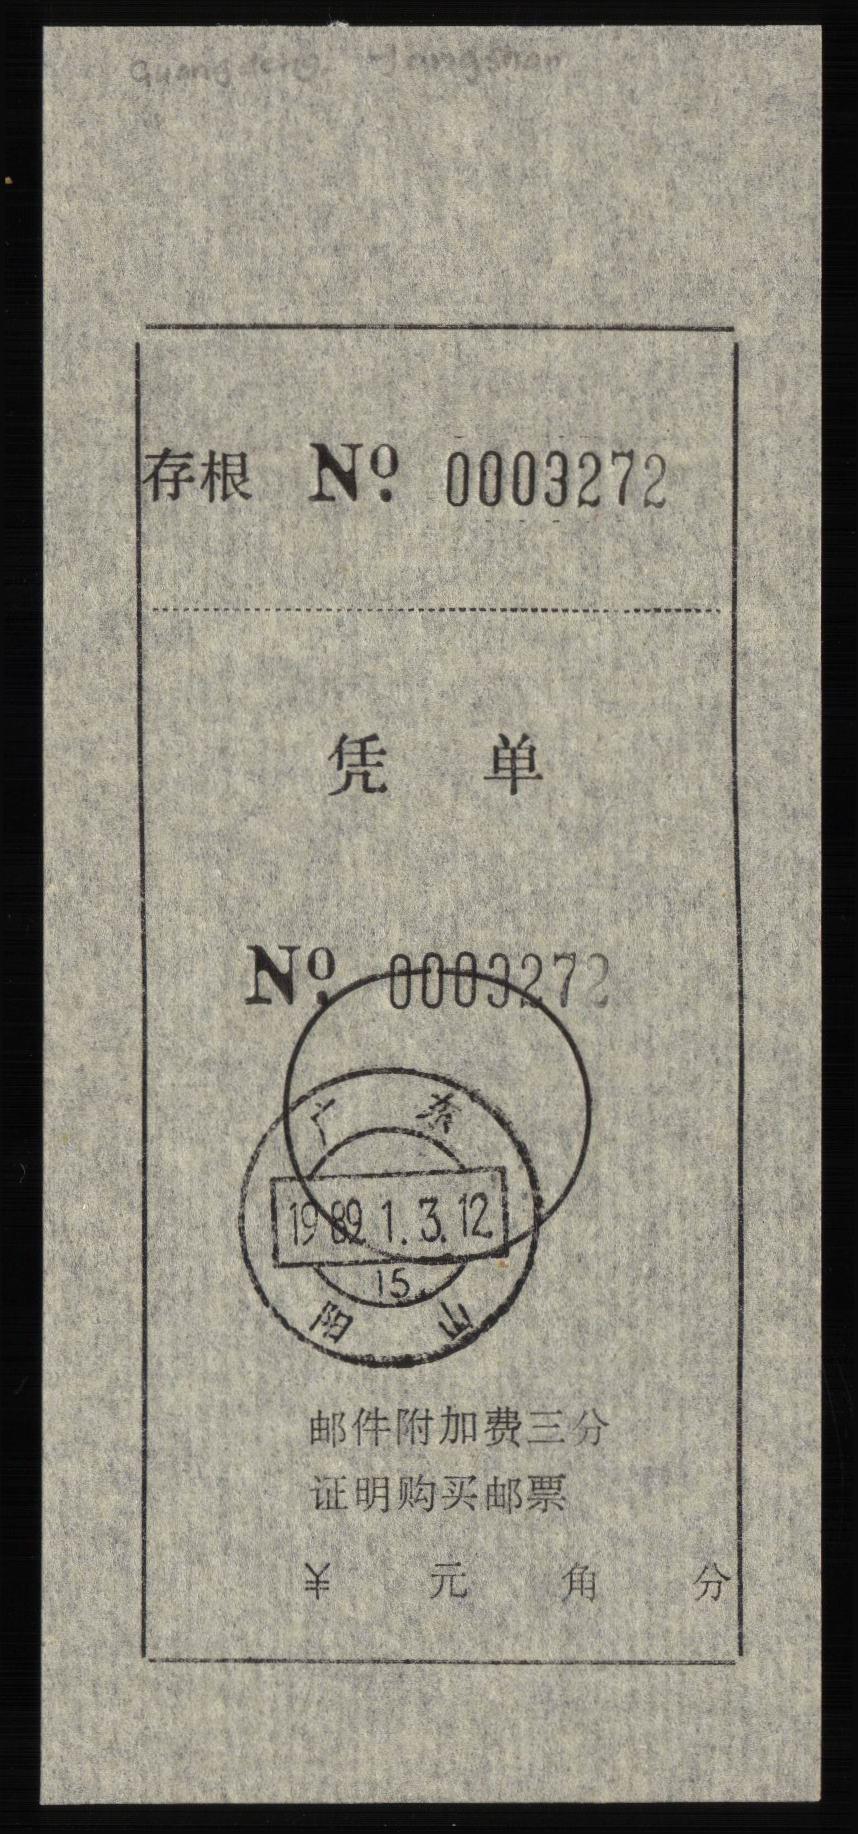 Guangdong. Yangshan
存根 Nº 0003272
凭 单
Nº 0003272
广 东
1989.1.3.12
15
阳 山
邮件附加费三分
证明购买邮票
¥ 元 角 分